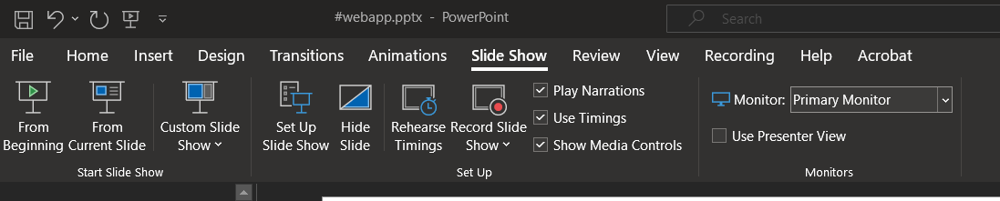 #webapp.pptx - PowerPoint
Search
File Home Insert Design Transitions Animations Slide Show Review View Recording Help Acrobat
From Beginning
From Current Slide
Custom Slide Show
Set Up Slide Show
Hide Slide
Rehearse Timings
Record Slide Show
Play Narrations
Use Timings
Show Media Controls
Monitor: Primary Monitor
Use Presenter View
Start Slide Show
Set Up
Monitors